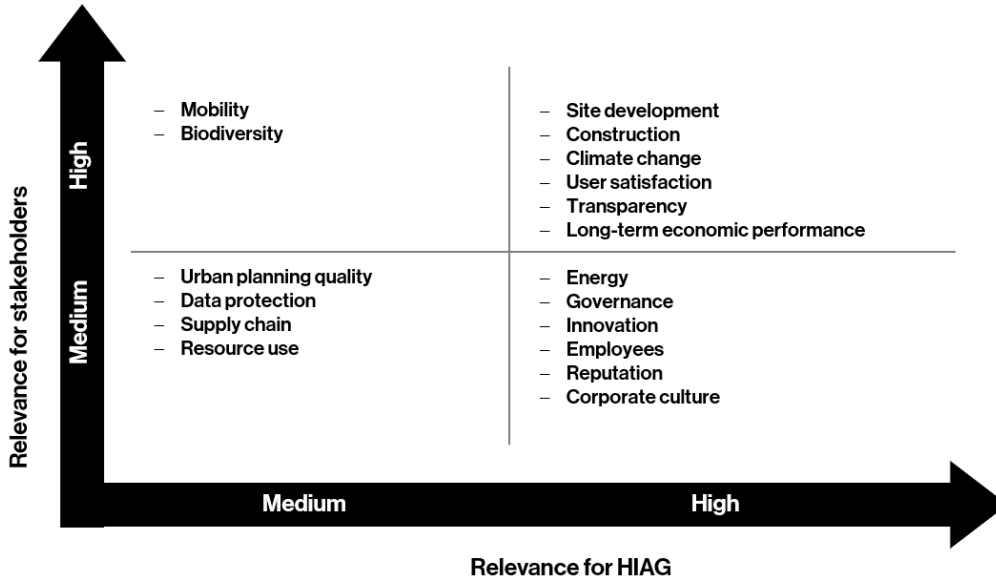 Relevance for stakeholders
High
Medium
– Mobility
– Biodiversity
– Site development
– Construction
– Climate change
– User satisfaction
– Transparency
– Long-term economic performance
– Urban planning quality
– Data protection
– Supply chain
– Resource use
– Energy
– Governance
– Innovation
– Employees
– Reputation
– Corporate culture
Medium
High
Relevance for HIAG